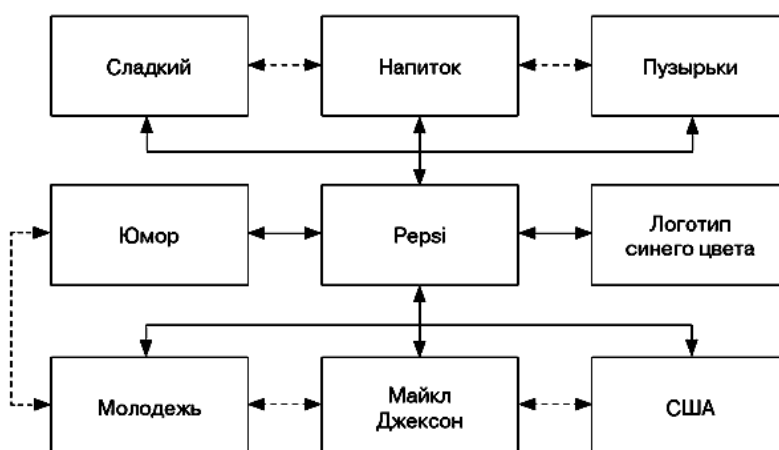 Сладкий
Напиток
Пузырьки
Юмор
Pepsi
Логотип
синего цвета
Молодежь
Майкл
Джексон
США